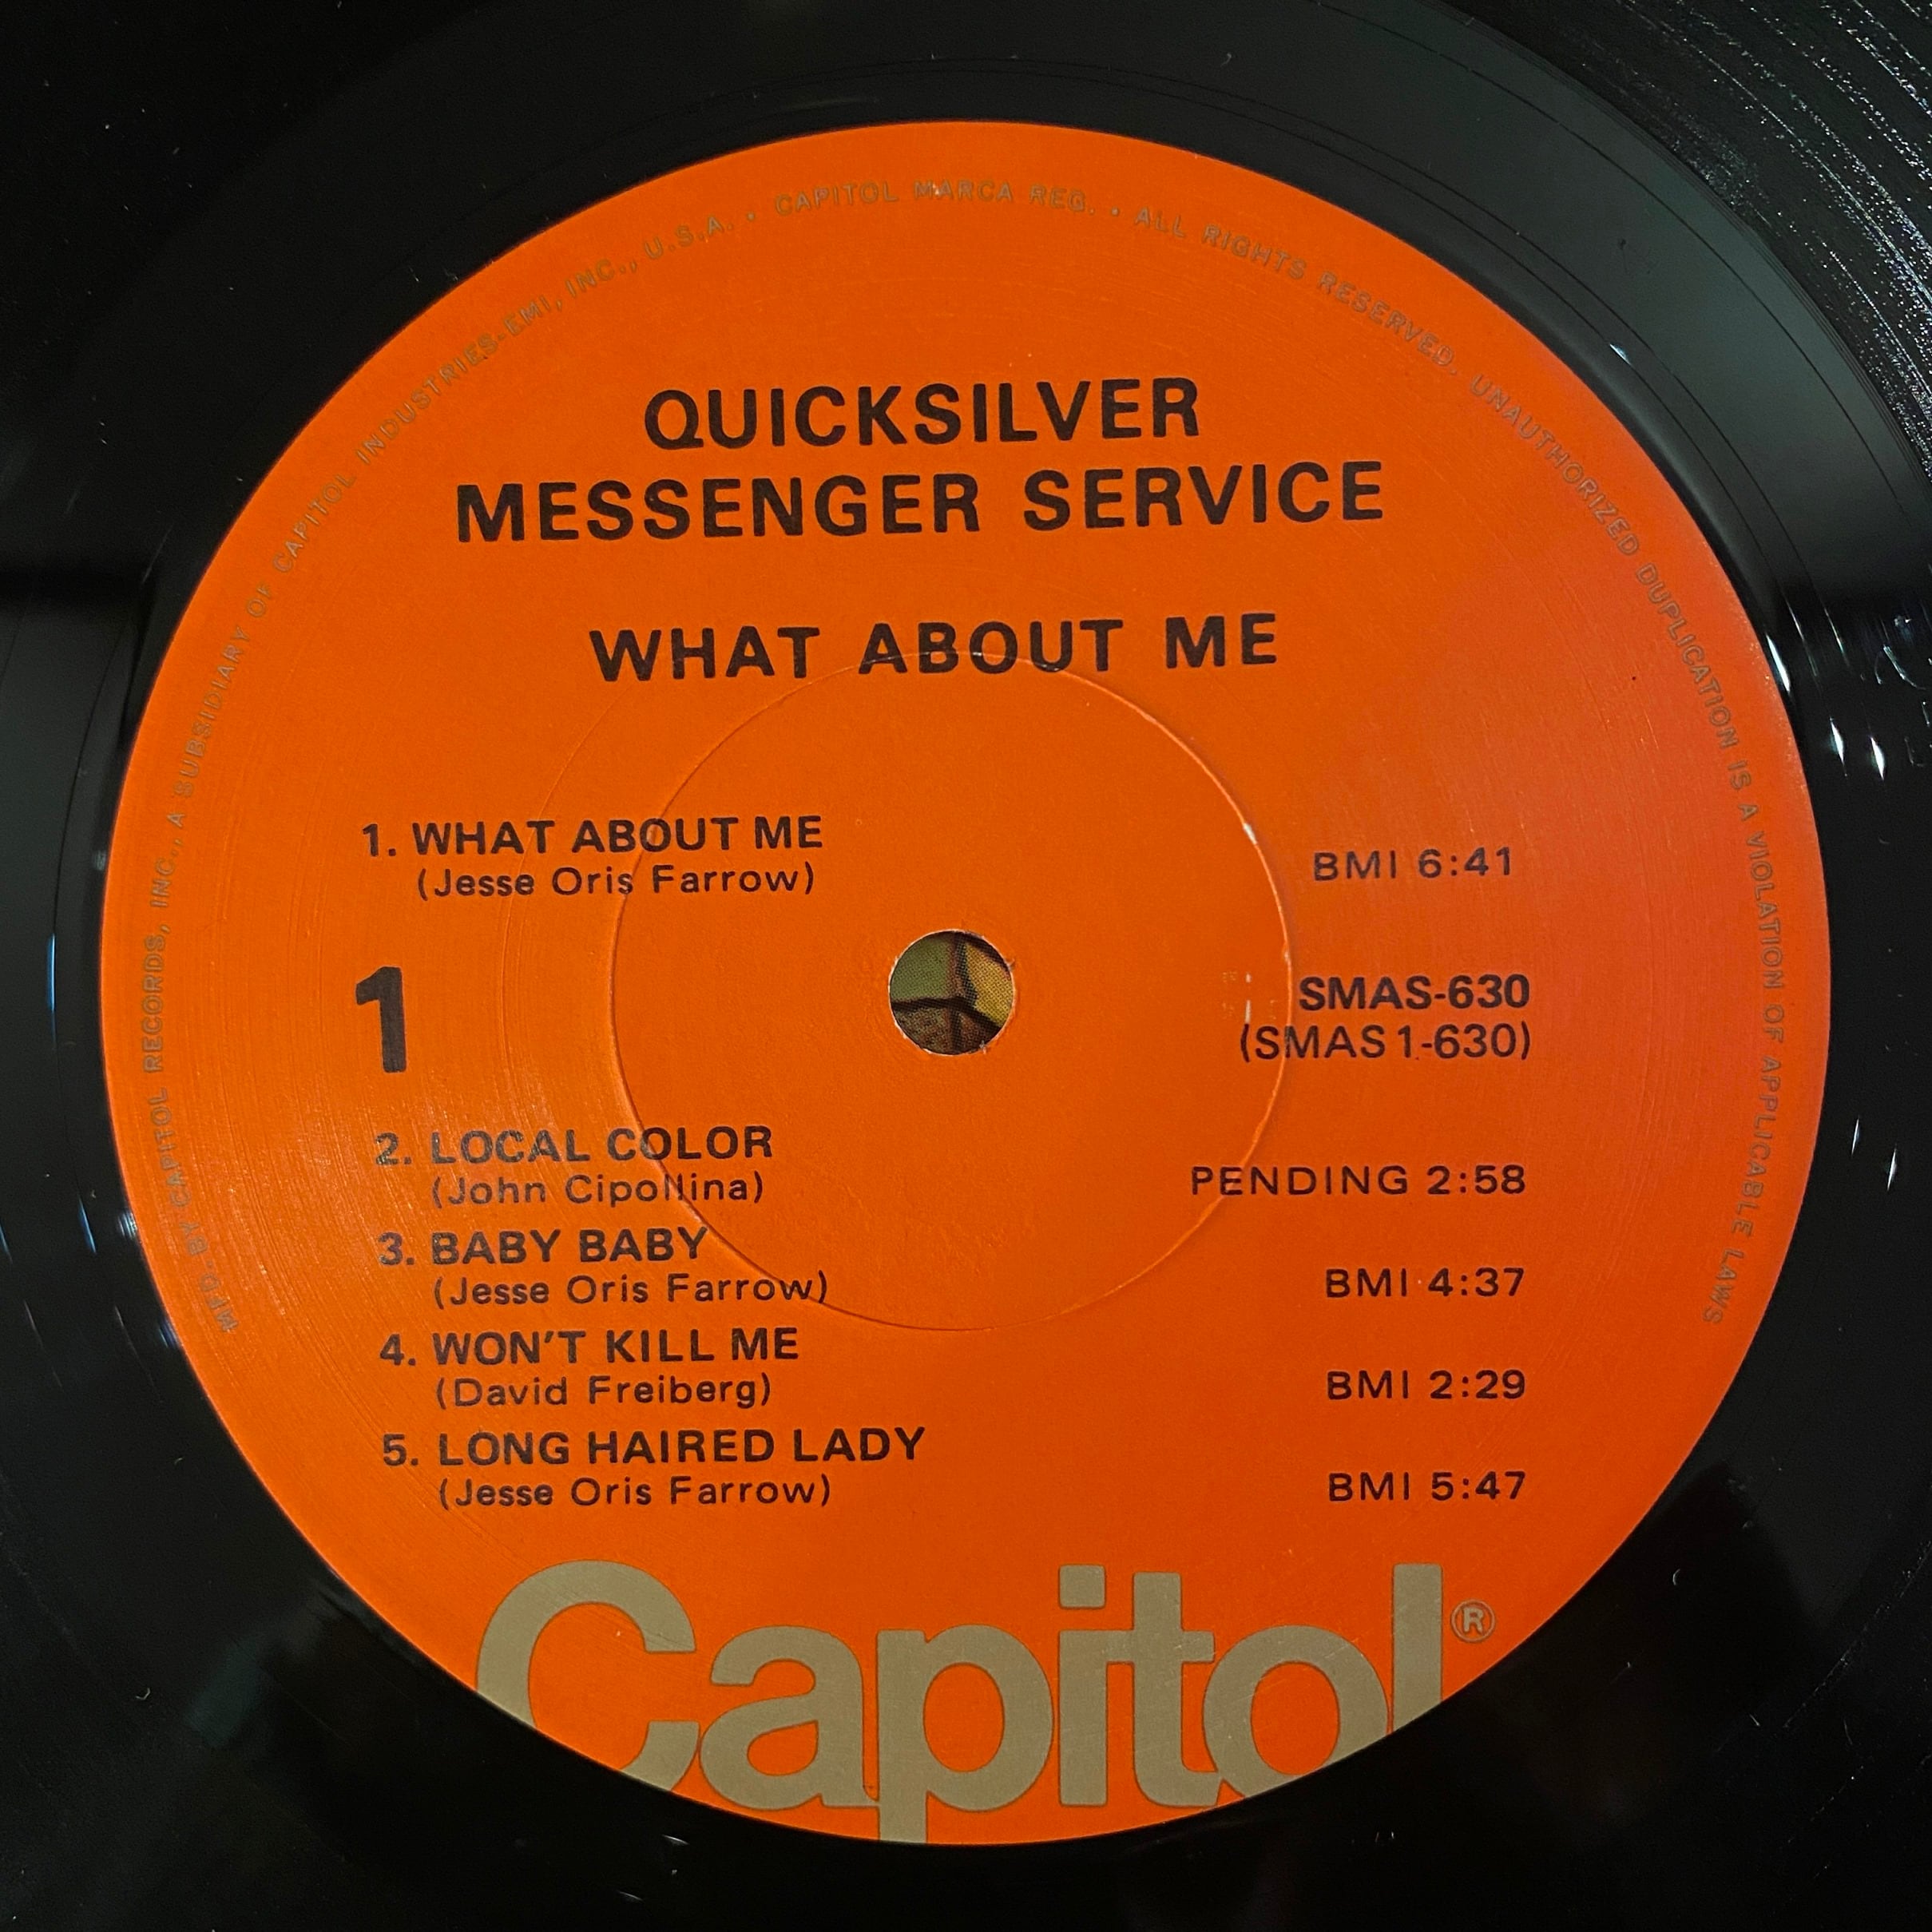 MFD. BY CAPITOL RECORDS, INC., A SUBSIDIARY OF CAPITOL INDUSTRIES-EMI, INC., U.S.A. • CAPITOL MARCA REG. • ALL RIGHTS RESERVED. UNAUTHORIZED DUPLICATION IS A VIOLATION OF APPLICABLE LAWS
QUICKSILVER
MESSENGER SERVICE
WHAT ABOUT ME
1. WHAT ABOUT ME
(Jesse Oris Farrow)
BMI 6:41
1
SMAS-630
(SMAS 1-630)
2. LOCAL COLOR
(John Cipollina)
PENDING 2:58
3. BABY BABY
(Jesse Oris Farrow)
BMI 4:37
4. WON'T KILL ME
(David Freiberg)
BMI 2:29
5. LONG HAIRED LADY
(Jesse Oris Farrow)
BMI 5:47
Capitol®